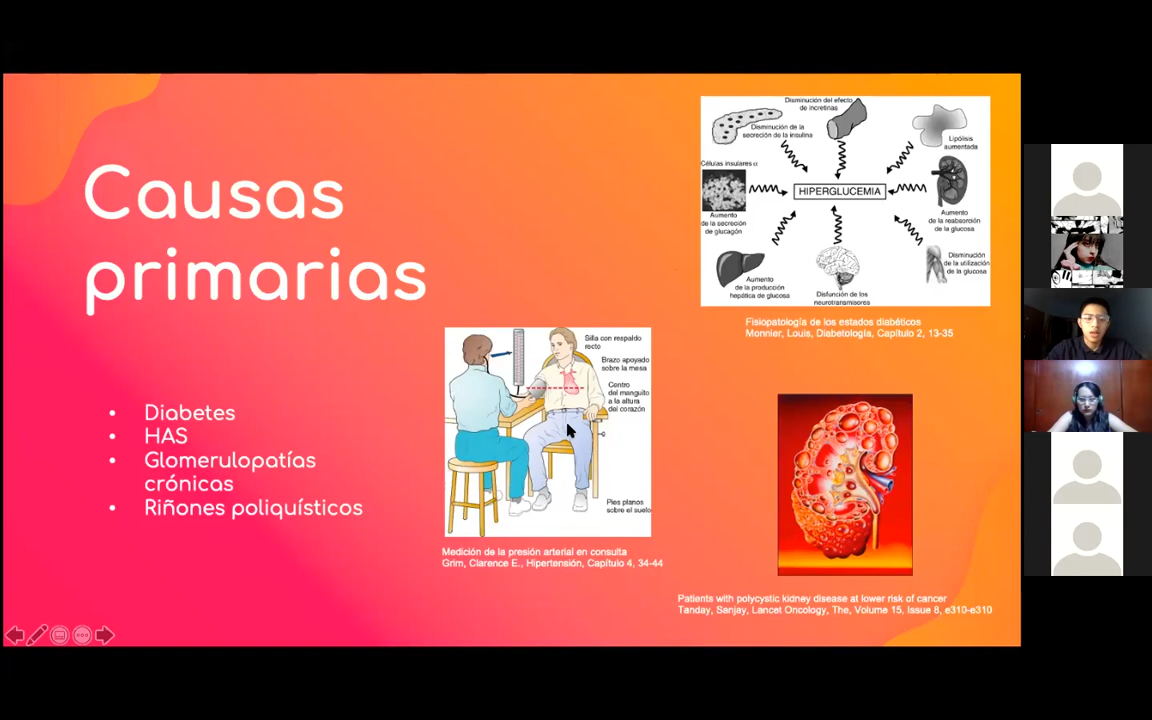 Causas
primarias
• Diabetes
• HAS
• Glomerulopatías
crónicas
• Riñones poliquísticos
Disminución del efecto
de incretinas
Disminución de la
secreción de la insulina
Lipólisis
aumentada
Células insulares α
HIPERGLUCEMIA
Aumento
de la secreción
de glucagón
Aumento
de la reabsorción
de la glucosa
Aumento
de la producción
hepática de glucosa
Disfunción de los
neurotransmisores
Disminución
de la utilización
de la glucosa
Fisiopatología de los estados diabéticos
Monnier, Louis, Diabetología, Capítulo 2, 13-35
Silla con respaldo
recto
Brazo apoyado
sobre la mesa
Centro
del manguito
a la altura
del corazón
Pies planos
sobre el suelo
Medición de la presión arterial en consulta
Grim, Clarence E., Hipertensión, Capítulo 4, 34-44
Patients with polycystic kidney disease at lower risk of cancer
Tanday, Sanjay, Lancet Oncology, The, Volume 15, Issue 8, e310-e310